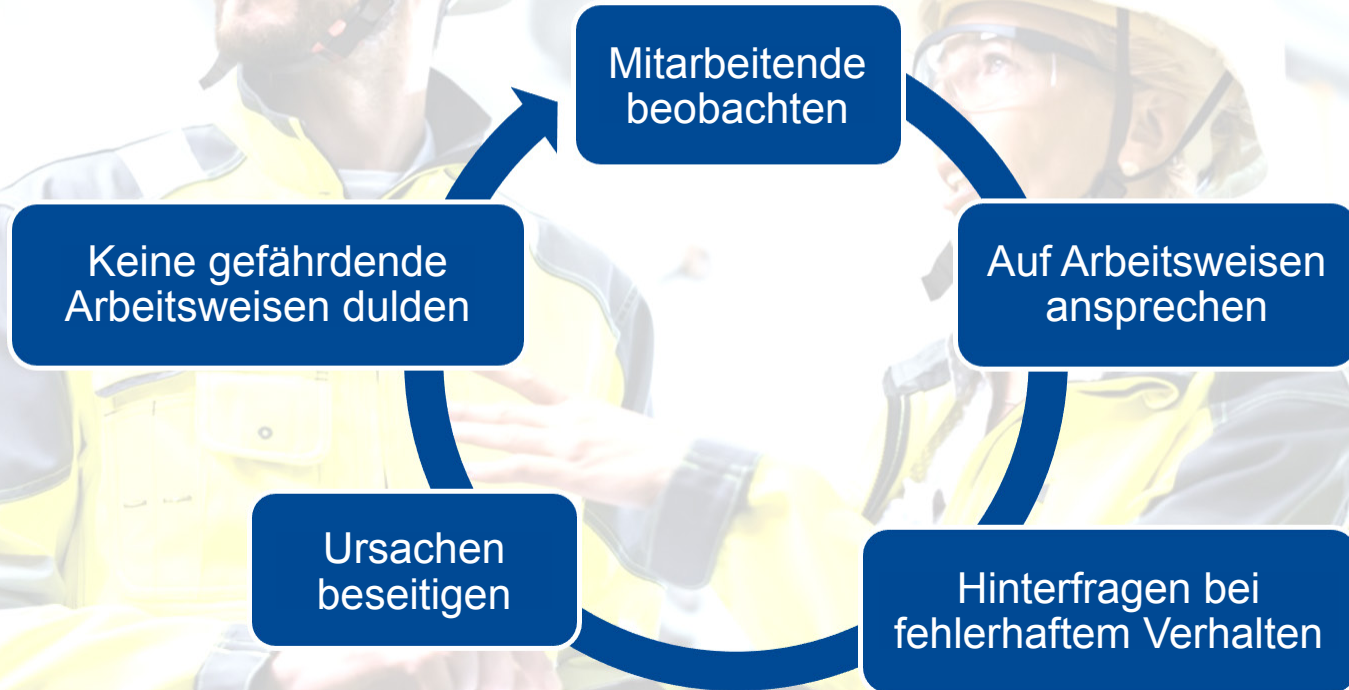 Mitarbeitende
beobachten
Auf Arbeitsweisen
ansprechen
Hinterfragen bei
fehlerhaftem Verhalten
Ursachen
beseitigen
Keine gefährdende
Arbeitsweisen dulden